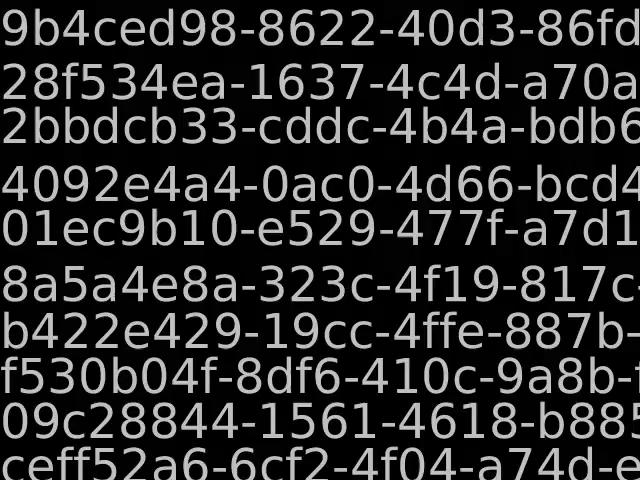 9b4ced98-8622-40d3-86fd
28f534ea-1637-4c4d-a70a
2bbdcb33-cddc-4b4a-bdb6
4092e4a4-0ac0-4d66-bcd4
01ec9b10-e529-477f-a7d1
8a5a4e8a-323c-4f19-817c-
b422e429-19cc-4ffe-887b-
f530b04f-8df6-410c-9a8b-f
09c28844-1561-4618-b885
ceff52a6-6cf2-4f04-a74d-e